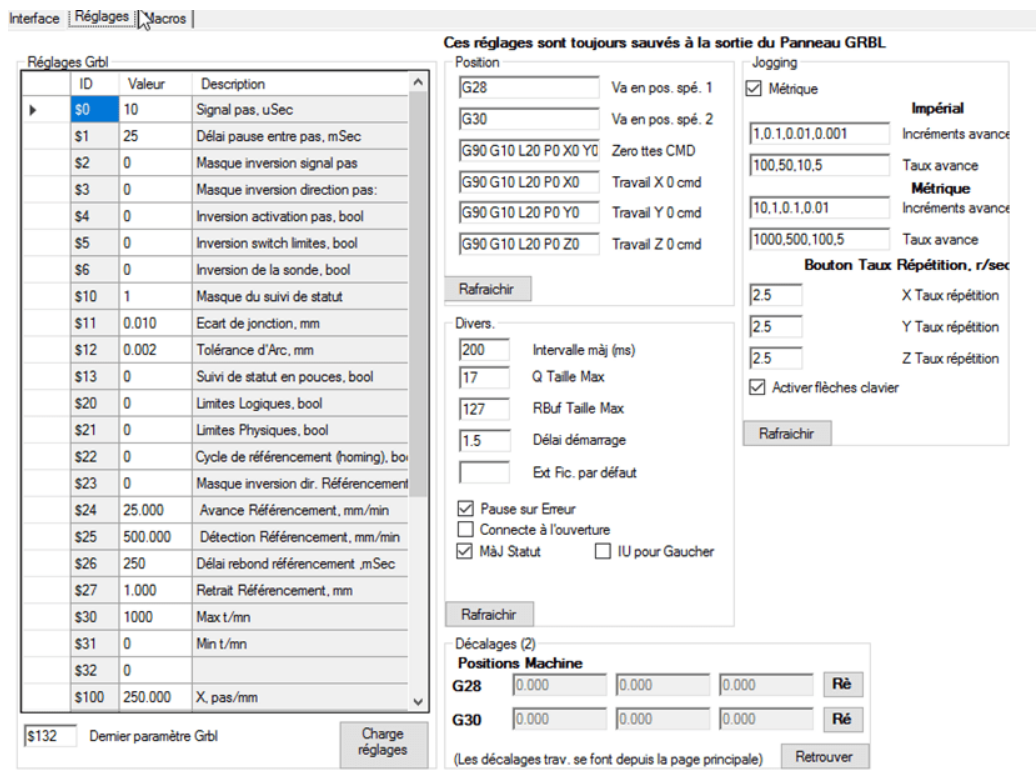 Interface Réglages Macros
Ces réglages sont toujours sauvés à la sortie du Panneau GRBL
Réglages Grbl
ID Valeur Description
$0 10 Signal pas, uSec
$1 25 Délai pause entre pas, mSec
$2 0 Masque inversion signal pas
$3 0 Masque inversion direction pas:
$4 0 Inversion activation pas, bool
$5 0 Inversion switch limites, bool
$6 0 Inversion de la sonde, bool
$10 1 Masque du suivi de statut
$11 0.010 Ecart de jonction, mm
$12 0.002 Tolérance d'Arc, mm
$13 0 Suivi de statut en pouces, bool
$20 0 Limites Logiques, bool
$21 0 Limites Physiques, bool
$22 0 Cycle de référencement (homing), bo
$23 0 Masque inversion dir. Référencement
$24 25.000 Avance Référencement, mm/min
$25 500.000 Détection Référencement, mm/min
$26 250 Délai rebond référencement ,mSec
$27 1.000 Retrait Référencement, mm
$30 1000 Max t/mn
$31 0 Min t/mn
$32 0
$100 250.000 X, pas/mm
$132 Dernier paramètre Grbl
Charge
réglages
Position
G28 Va en pos. spé. 1
G30 Va en pos. spé. 2
G90 G10 L20 P0 X0 Y0 Zero ttes CMD
G90 G10 L20 P0 X0 Travail X 0 cmd
G90 G10 L20 P0 Y0 Travail Y 0 cmd
G90 G10 L20 P0 Z0 Travail Z 0 cmd
Rafraichir
Divers.
200 Intervalle màj (ms)
17 Q Taille Max
127 RBuf Taille Max
1.5 Délai démarrage
Ext Fic. par défaut
Pause sur Erreur
Connecte à l'ouverture
MàJ Statut IU pour Gaucher
Rafraichir
Jogging
Métrique
Impérial
1,0.1,0.01,0.001 Incréments avance
100,50,10,5 Taux avance
Métrique
10,1,0.1,0.01 Incréments avance
1000,500,100,5 Taux avance
Bouton Taux Répétition, r/sec
2.5 X Taux répétition
2.5 Y Taux répétition
2.5 Z Taux répétition
Activer flèches clavier
Rafraichir
Décalages (2)
Positions Machine
G28 0.000 0.000 0.000 Rè
G30 0.000 0.000 0.000 Ré
(Les décalages trav. se font depuis la page principale) Retrouver